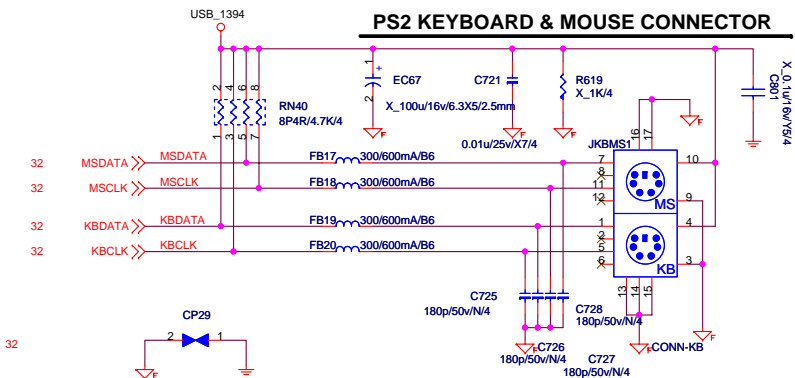 USB_1394
PS2 KEYBOARD & MOUSE CONNECTOR
2 4 6 8
RN40
8P4R/4.7K/4
1 3 5 7
1
+
EC67
2
X_100u/16v/6.3X5/2.5mm
F
C721
0.01u/25v/X7/4
F
R619
X_1K/4
F
X_0.1u/16v/Y5/4
C801
JKBMS1
16
17
F
32 MSDATA MSDATA FB17 300/600mA/B6 7 10
8
32 MSCLK MSCLK FB18 300/600mA/B6 11
12 MS 9
32 KBDATA KBDATA FB19 300/600mA/B6 1 4
2
32 KBCLK KBCLK FB20 300/600mA/B6 5
6 KB 3
13
14
15
C725
180p/50v/N/4
C728
180p/50v/N/4
F
C726
180p/50v/N/4
C727
180p/50v/N/4
F
CONN-KB
F
32
CP29
2 1
F